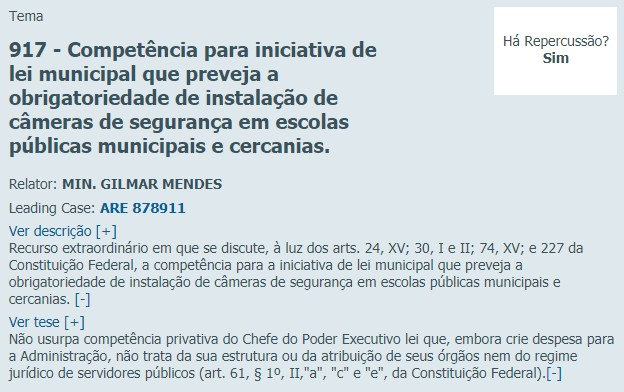 Tema
Há Repercussão?
Sim
917 - Competência para iniciativa de
lei municipal que preveja a
obrigatoriedade de instalação de
câmeras de segurança em escolas
públicas municipais e cercanias.
Relator: MIN. GILMAR MENDES
Leading Case: ARE 878911
Ver descrição [+]
Recurso extraordinário em que se discute, à luz dos arts. 24, XV; 30, I e II; 74, XV; e 227 da
Constituição Federal, a competência para a iniciativa de lei municipal que preveja a
obrigatoriedade de instalação de câmeras de segurança em escolas públicas municipais e
cercanias. [-]
Ver tese [+]
Não usurpa competência privativa do Chefe do Poder Executivo lei que, embora crie despesa para
a Administração, não trata da sua estrutura ou da atribuição de seus órgãos nem do regime
jurídico de servidores públicos (art. 61, § 1º, II,"a", "c" e "e", da Constituição Federal).[-]